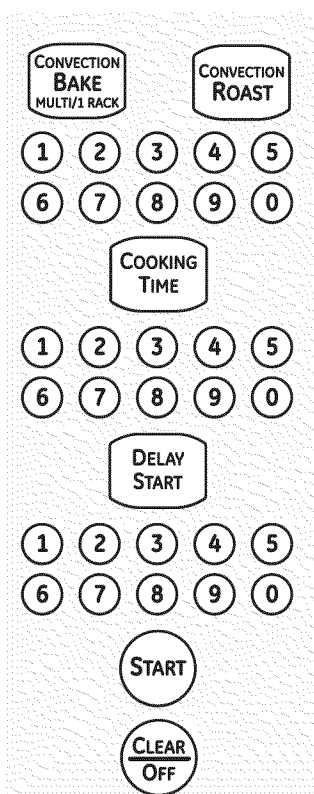 CONVECTION
BAKE
MULTI/1 RACK
CONVECTION
ROAST
1 2 3 4 5
6 7 8 9 0
COOKING
TIME
1 2 3 4 5
6 7 8 9 0
DELAY
START
1 2 3 4 5
6 7 8 9 0
START
CLEAR
OFF